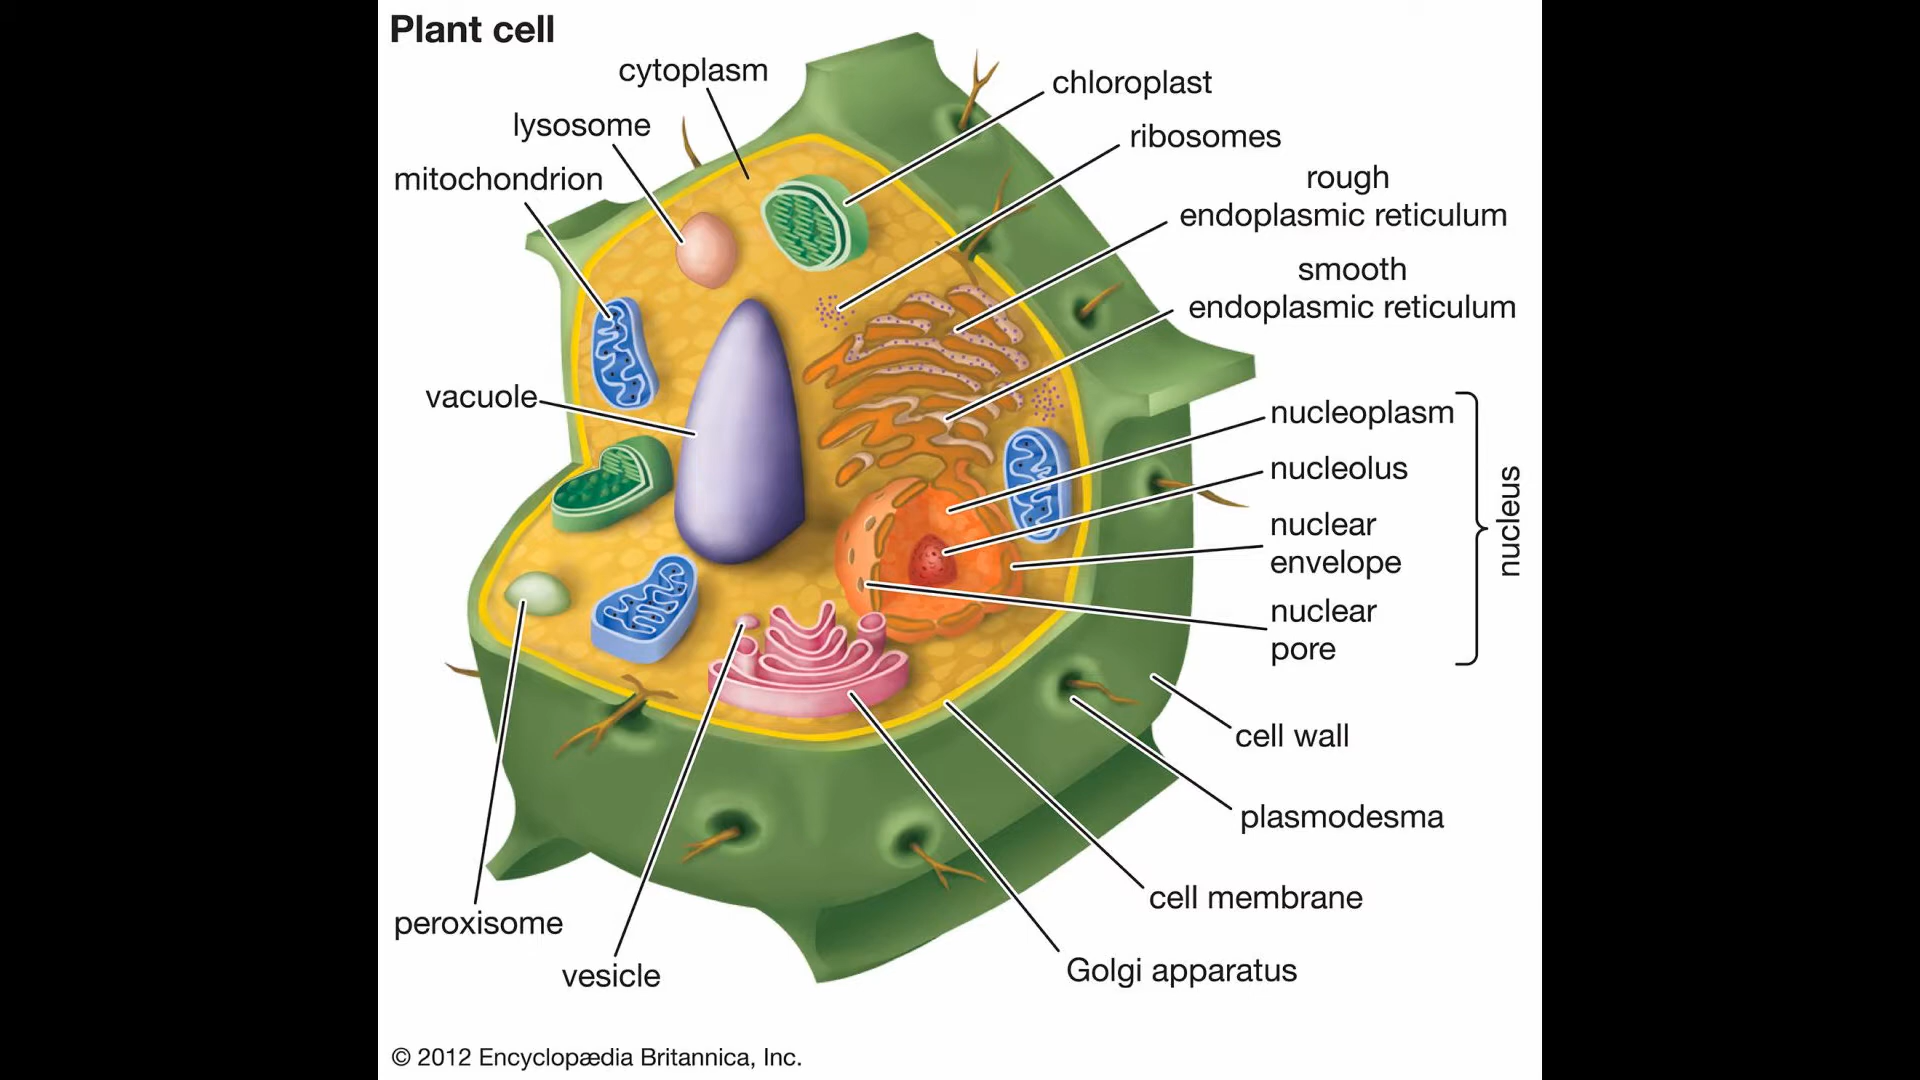 Plant cell
cytoplasm
chloroplast
lysosome
ribosomes
mitochondrion
rough
endoplasmic reticulum
smooth
endoplasmic reticulum
vacuole
nucleoplasm
nucleolus
nuclear
envelope
nuclear
pore
nucleus
cell wall
plasmodesma
cell membrane
peroxisome
Golgi apparatus
vesicle
© 2012 Encyclopædia Britannica, Inc.